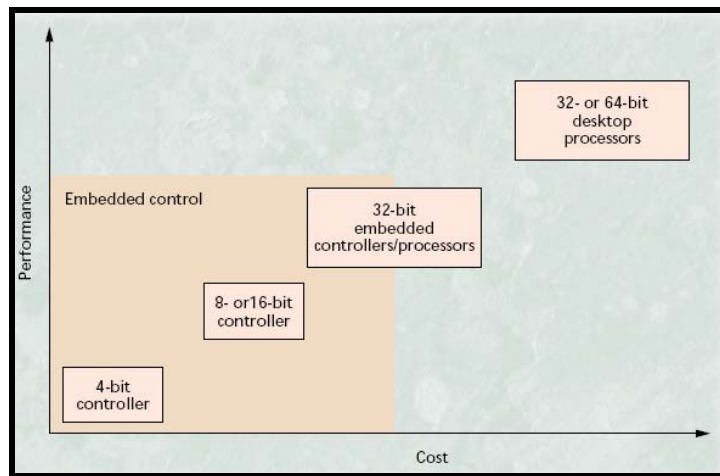 32- or 64-bit
desktop
processors
Embedded control
32-bit
embedded
controllers/processors
8- or16-bit
controller
4-bit
controller
Performance
Cost